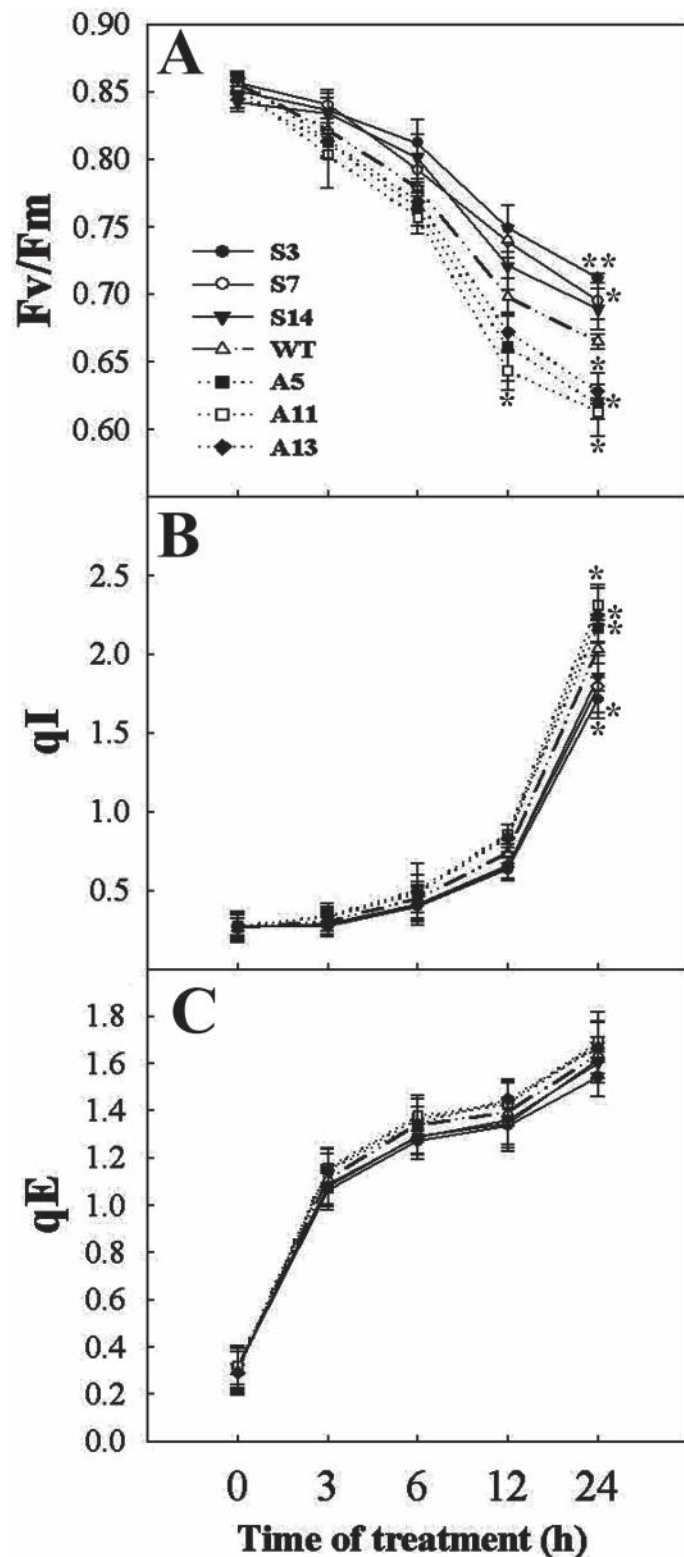 A
0.90
0.85
0.80
0.75
0.70
0.65
0.60
Fv/Fm
S3
S7
S14
WT
A5
A11
A13
**
*
*
*
*
*
B
2.5
2.0
1.5
1.0
0.5
qI
*
*
*
*
*
C
1.8
1.6
1.4
1.2
1.0
0.8
0.6
0.4
0.2
0.0
qE
0 3 6 12 24
Time of treatment (h)